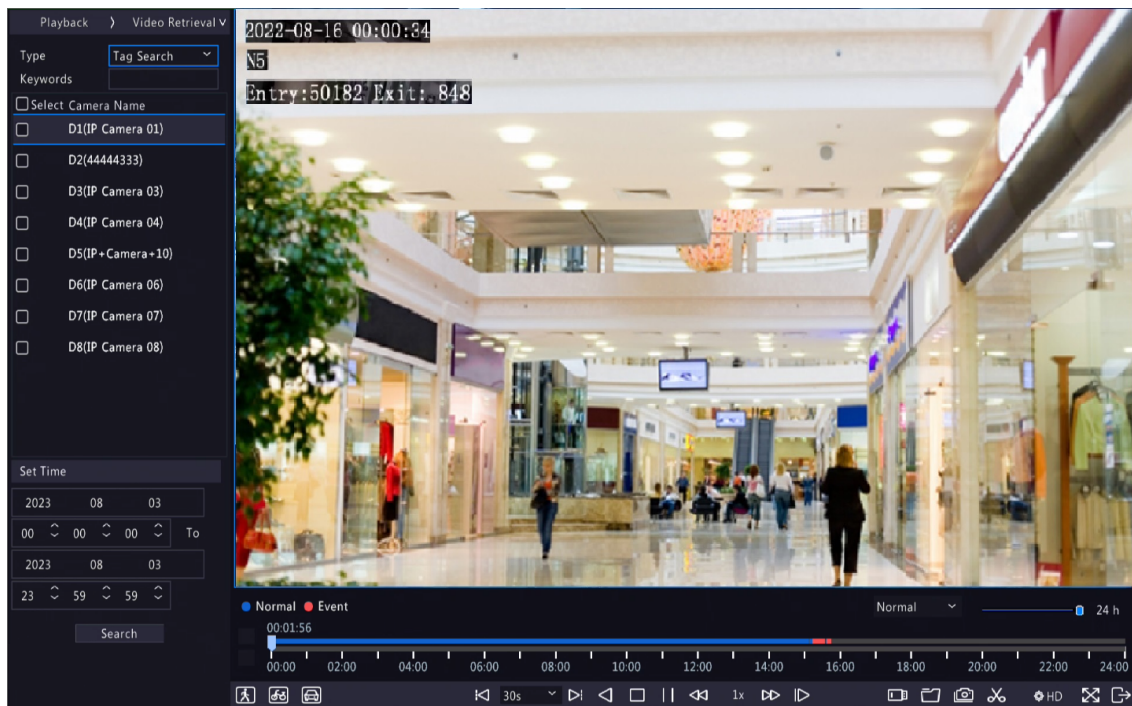 Playback > Video Retrieval
Type Tag Search
Keywords
Select Camera Name
D1(IP Camera 01)
D2(44444333)
D3(IP Camera 03)
D4(IP Camera 04)
D5(IP+Camera+10)
D6(IP Camera 06)
D7(IP Camera 07)
D8(IP Camera 08)
Set Time
2023 08 03
00 00 00 To
2023 08 03
23 59 59
Search
2022-08-16 00:00:34
N5
Entry:50182 Exit: 848
Normal Event Normal 24 h
00:01:56
00:00 02:00 04:00 06:00 08:00 10:00 12:00 14:00 16:00 18:00 20:00 22:00 24:00
30s 1x HD